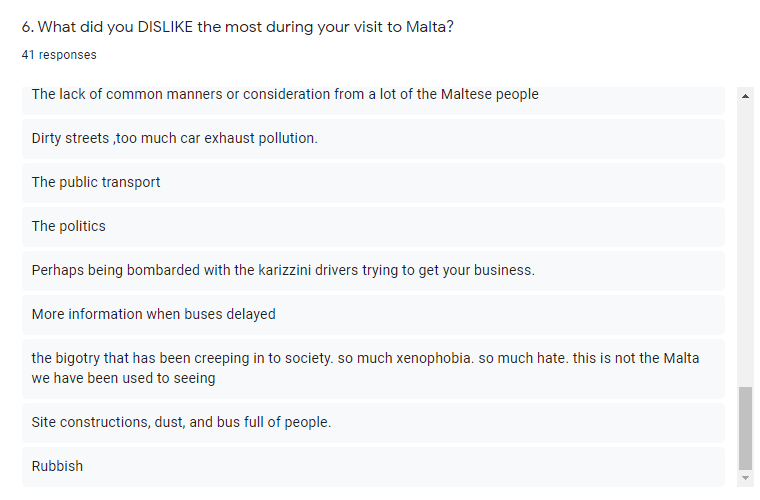 6. What did you DISLIKE the most during your visit to Malta?
41 responses
The lack of common manners or consideration from a lot of the Maltese people
Dirty streets ,too much car exhaust pollution.
The public transport
The politics
Perhaps being bombarded with the karizzini drivers trying to get your business.
More information when buses delayed
the bigotry that has been creeping in to society. so much xenophobia. so much hate. this is not the Malta
we have been used to seeing
Site constructions, dust, and bus full of people.
Rubbish